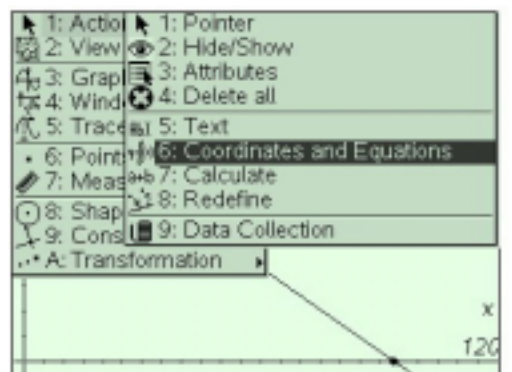 1: Actio
2: View
3: Grap
4: Wind
5: Trace
6: Point
7: Meas
8: Shap
9: Cons
A: Transformation
1: Pointer
2: Hide/Show
3: Attributes
4: Delete all
5: Text
6: Coordinates and Equations
7: Calculate
8: Redefine
9: Data Collection
x
120